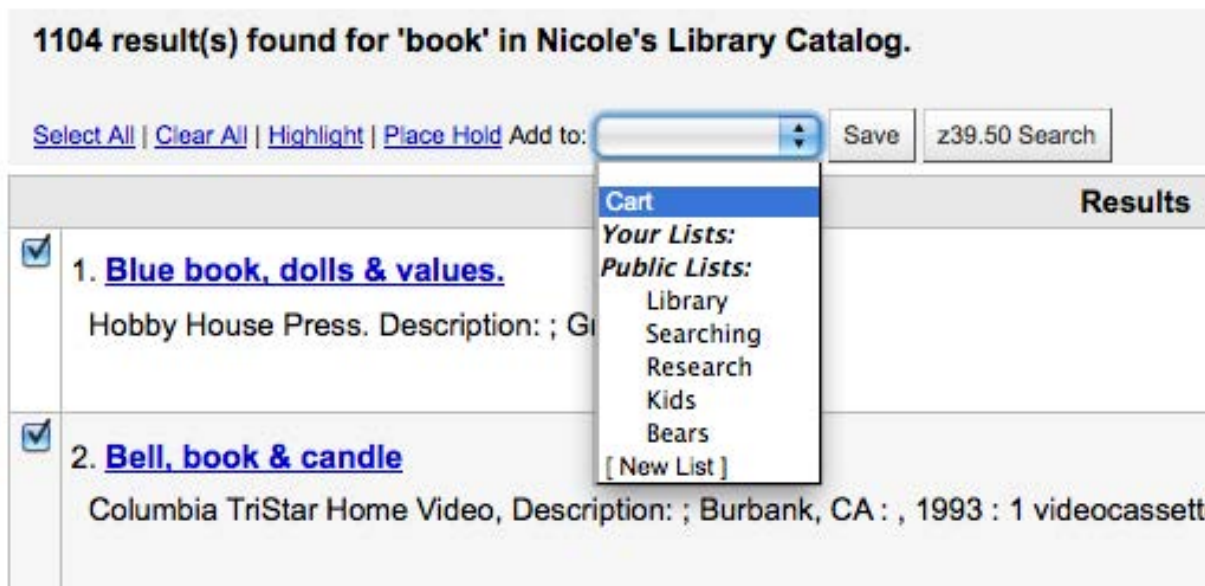 1104 result(s) found for 'book' in Nicole's Library Catalog.
Select All | Clear All | Highlight | Place Hold Add to: Save z39.50 Search
Cart
Your Lists:
Public Lists:
Library
Searching
Research
Kids
Bears
[ New List ]
Results
1. Blue book, dolls & values.
Hobby House Press. Description: ;
2. Bell, book & candle
Columbia TriStar Home Video, Description: ; Burbank, CA : , 1993 : 1 videocassett